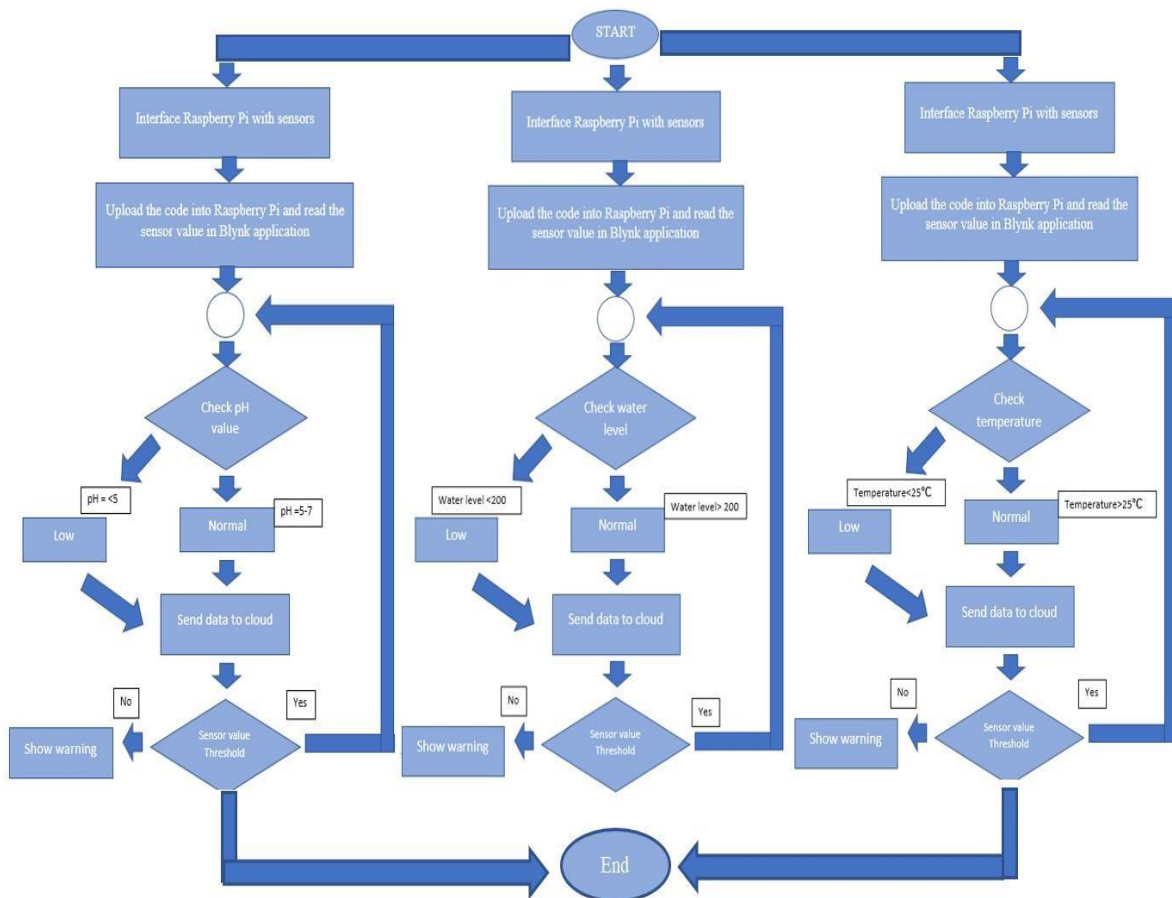 START
Interface Raspberry Pi with sensors
Upload the code into Raspberry Pi and read the
sensor value in Blynk application
Check pH
value
pH = <5
pH =5-7
Low
Normal
Send data to cloud
No
Yes
Sensor value
Threshold
Show warning
Interface Raspberry Pi with sensors
Upload the code into Raspberry Pi and read the
sensor value in Blynk application
Check water
level
Water level <200
Water level> 200
Low
Normal
Send data to cloud
No
Yes
Sensor value
Threshold
Show warning
Interface Raspberry Pi with sensors
Upload the code into Raspberry Pi and read the
sensor value in Blynk application
Check
temperature
Temperature<25°C
Temperature>25°C
Low
Normal
Send data to cloud
No
Yes
Sensor value
Threshold
Show warning
End